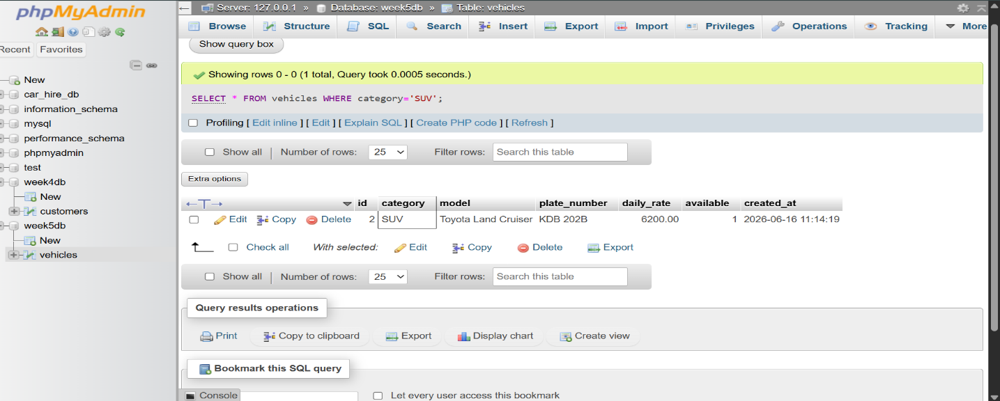 phpMyAdmin
Recent Favorites
New
car_hire_db
information_schema
mysql
performance_schema
phpmyadmin
test
week4db
New
customers
week5db
New
vehicles
Server: 127.0.0.1 » Database: week5db » Table: vehicles
Browse Structure SQL Search Insert Export Import Privileges Operations Tracking More
Show query box
Showing rows 0 - 0 (1 total, Query took 0.0005 seconds.)
SELECT * FROM vehicles WHERE category='SUV';
Profiling [ Edit inline ] [ Edit ] [ Explain SQL ] [ Create PHP code ] [ Refresh ]
Show all | Number of rows: 25 Filter rows: Search this table
Extra options
←T→ id category model plate_number daily_rate available created_at
Edit Copy Delete 2 SUV Toyota Land Cruiser KDB 202B 6200.00 1 2026-06-16 11:14:19
Check all With selected: Edit Copy Delete Export
Show all | Number of rows: 25 Filter rows: Search this table
Query results operations
Print Copy to clipboard Export Display chart Create view
Bookmark this SQL query
Console Let every user access this bookmark